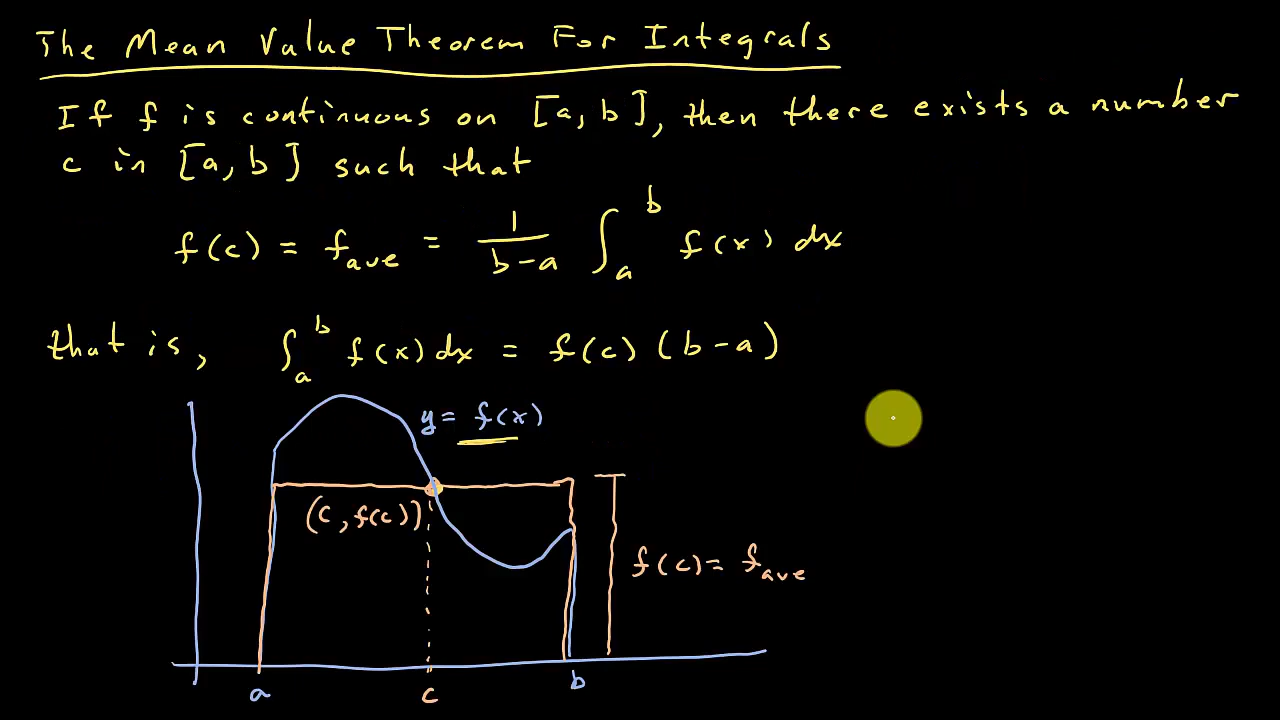 The Mean Value Theorem For Integrals
If f is continuous on [a, b], then there exists a number
c in [a, b] such that
f(c) = f_ave = 1/(b-a) ∫_a^b f(x) dx
that is, ∫_a^b f(x) dx = f(c) (b-a)
y = f(x)
(c, f(c))
f(c) = f_ave
a
c
b